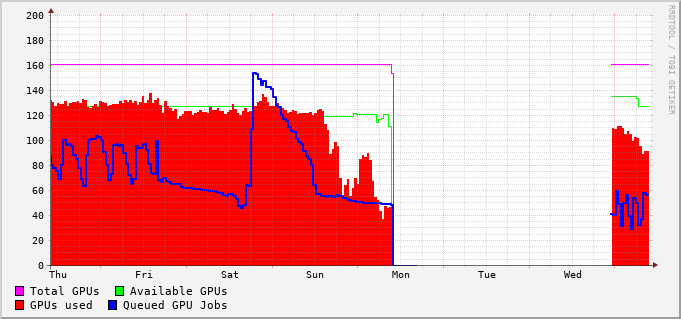 200
180
160
140
120
100
80
60
40
20
0
Thu Fri Sat Sun Mon Tue Wed
Total GPUs Available GPUs
GPUs used Queued GPU Jobs
RRDTOOL / TOBI OETIKER